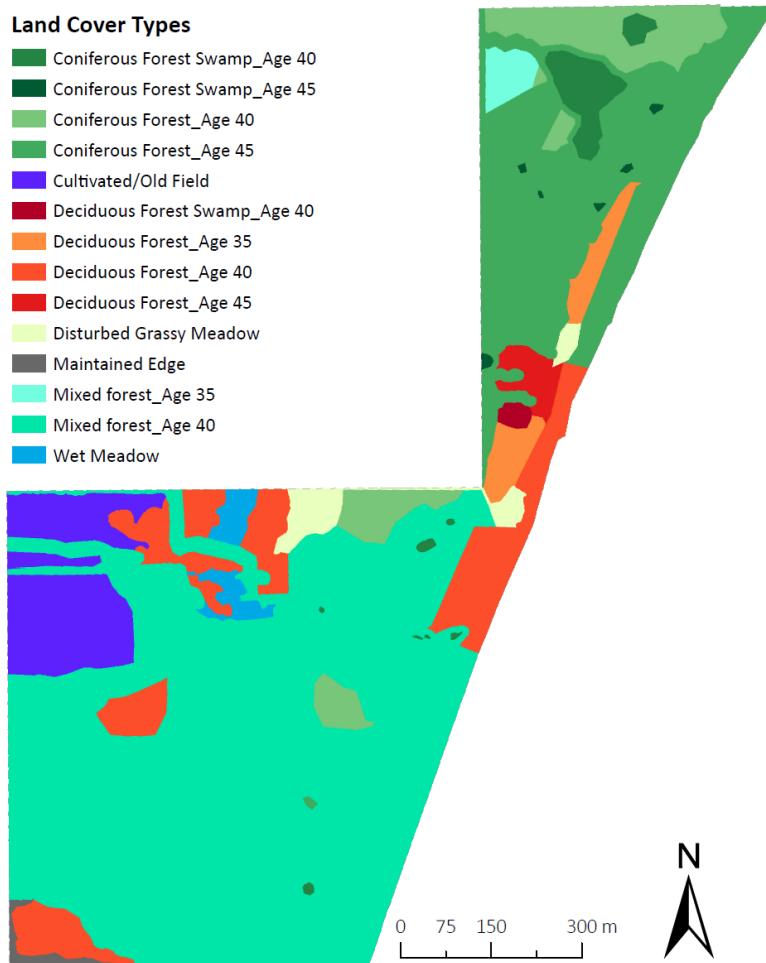 Land Cover Types
Coniferous Forest Swamp_Age 40
Coniferous Forest Swamp_Age 45
Coniferous Forest_Age 40
Coniferous Forest_Age 45
Cultivated/Old Field
Deciduous Forest Swamp_Age 40
Deciduous Forest_Age 35
Deciduous Forest_Age 40
Deciduous Forest_Age 45
Disturbed Grassy Meadow
Maintained Edge
Mixed forest_Age 35
Mixed forest_Age 40
Wet Meadow
N
0 75 150 300 m